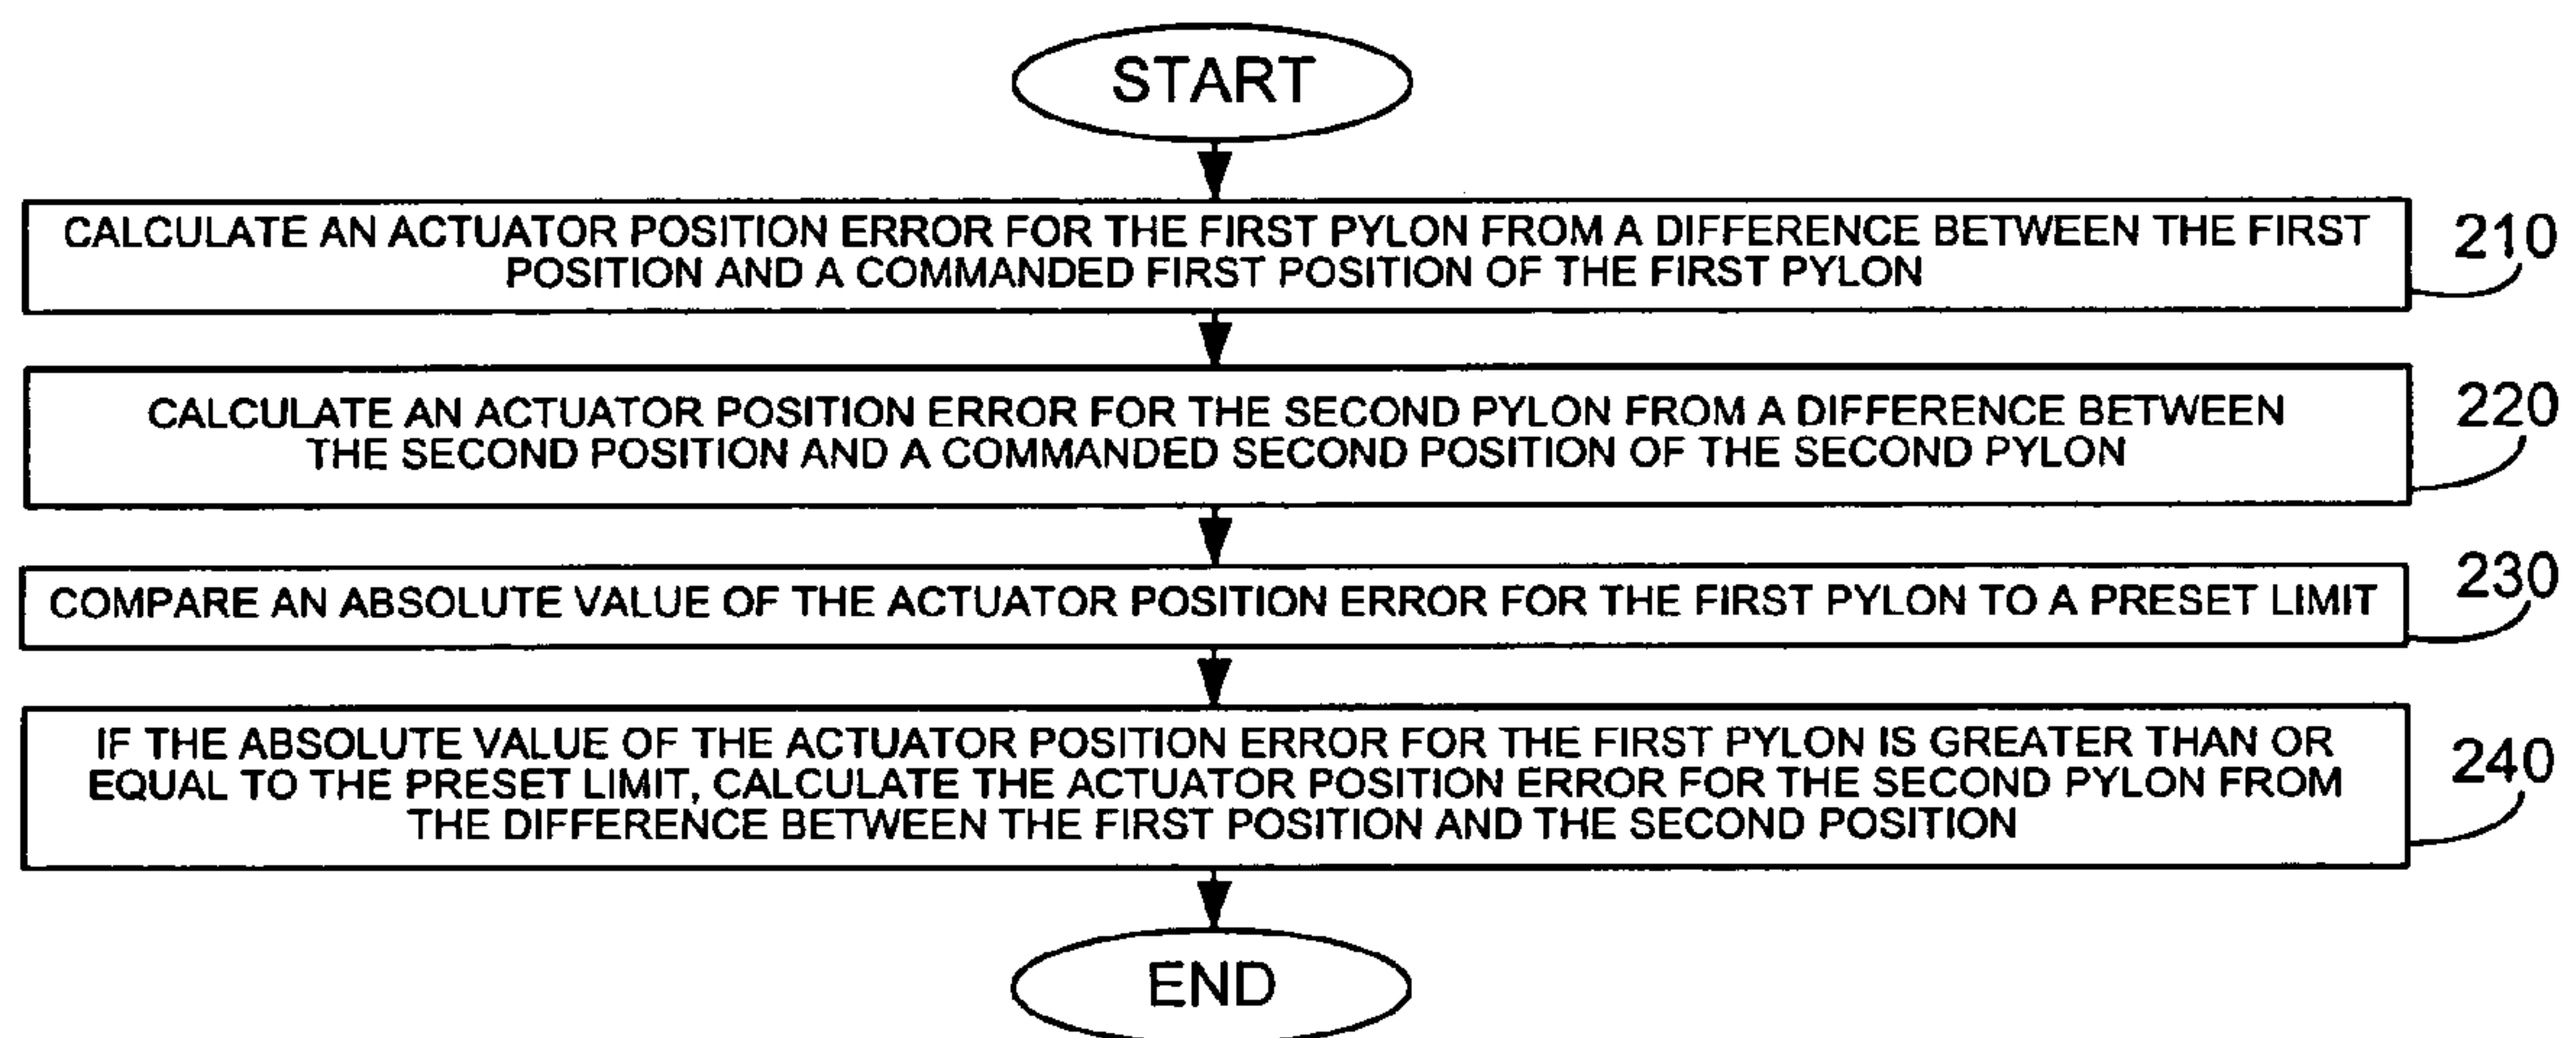 START
CALCULATE AN ACTUATOR POSITION ERROR FOR THE FIRST PYLON FROM A DIFFERENCE BETWEEN THE FIRST
POSITION AND A COMMANDED FIRST POSITION OF THE FIRST PYLON
210
CALCULATE AN ACTUATOR POSITION ERROR FOR THE SECOND PYLON FROM A DIFFERENCE BETWEEN
THE SECOND POSITION AND A COMMANDED SECOND POSITION OF THE SECOND PYLON
220
COMPARE AN ABSOLUTE VALUE OF THE ACTUATOR POSITION ERROR FOR THE FIRST PYLON TO A PRESET LIMIT
230
IF THE ABSOLUTE VALUE OF THE ACTUATOR POSITION ERROR FOR THE FIRST PYLON IS GREATER THAN OR
EQUAL TO THE PRESET LIMIT, CALCULATE THE ACTUATOR POSITION ERROR FOR THE SECOND PYLON FROM
THE DIFFERENCE BETWEEN THE FIRST POSITION AND THE SECOND POSITION
240
END